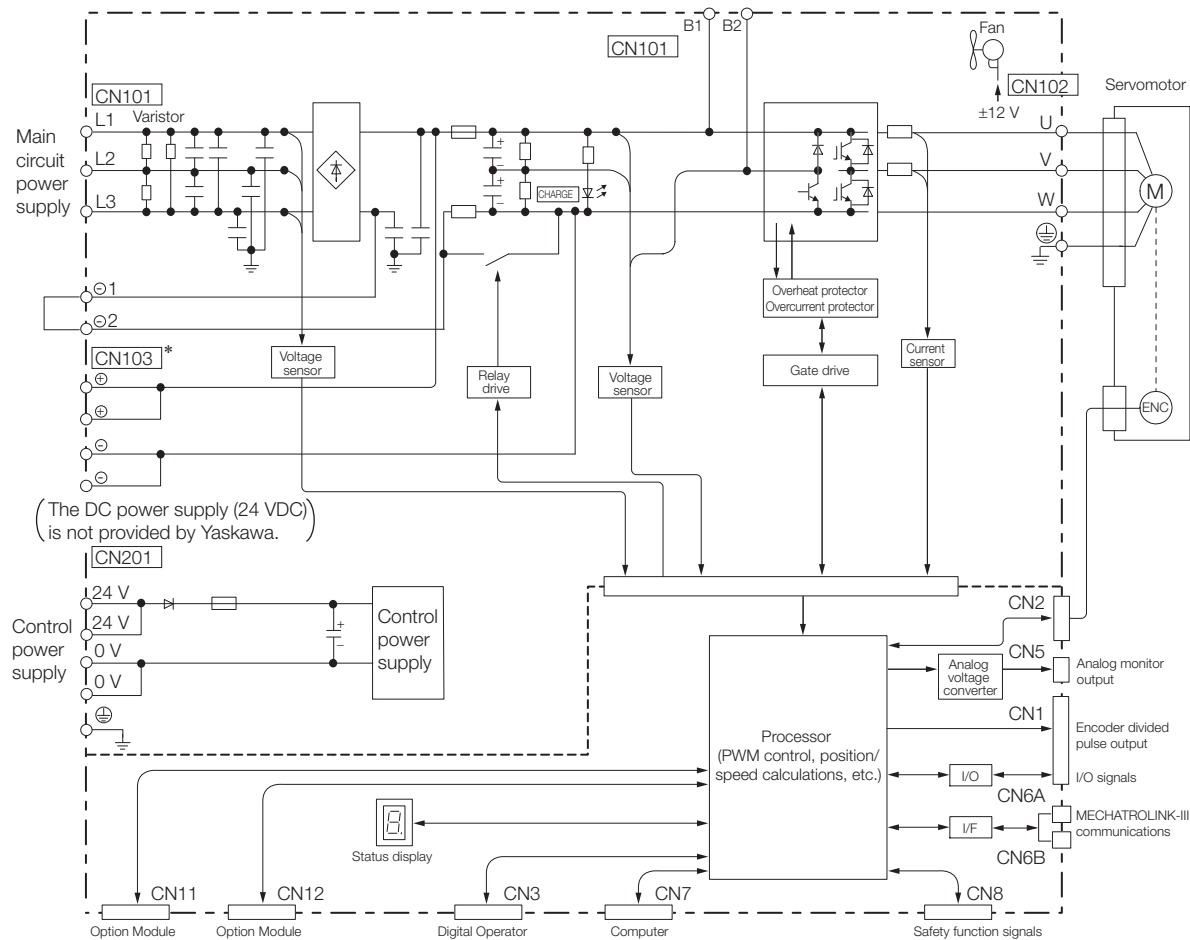 B1
B2
CN101
Fan
±12 V
CN102
Servomotor
CN101
Main
circuit
power
supply
L1
Varistor
L2
L3
CHARGE
U
V
W
M
⊖1
⊖2
CN103*
⊕
⊕
⊖
⊖
Voltage
sensor
Relay
drive
Voltage
sensor
Overheat protector
Overcurrent protector
Gate drive
Current
sensor
ENC
(The DC power supply (24 VDC)
is not provided by Yaskawa.)
CN201
Control
power
supply
24 V
24 V
0 V
0 V
+
−
Control
power
supply
Processor
(PWM control, position/
speed calculations, etc.)
CN2
Analog
voltage
converter
CN5
Analog monitor
output
CN1
Encoder divided
pulse output
I/O
I/O signals
CN6A
I/F
MECHATROLINK-III
communications
CN6B
8.
Status display
CN11
Option Module
CN12
Option Module
CN3
Digital Operator
CN7
Computer
CN8
Safety function signals